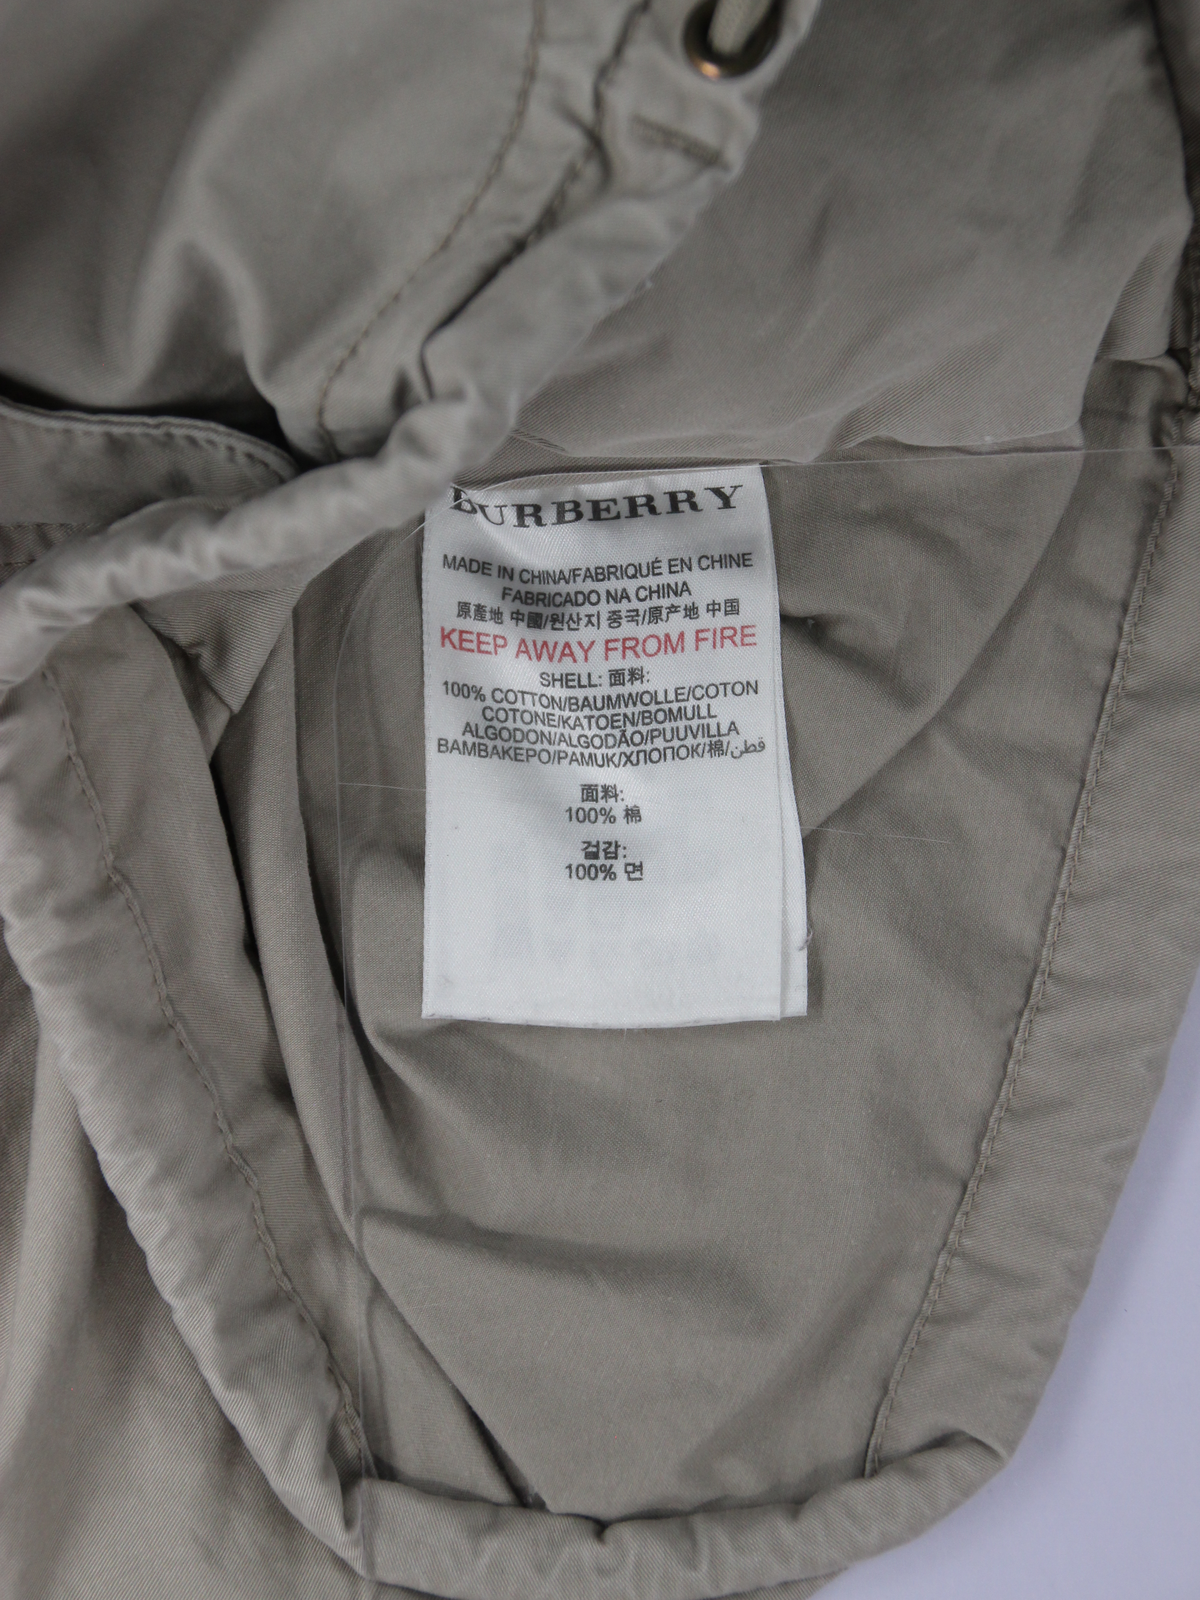 BURBERRY
MADE IN CHINA/FABRIQUÉ EN CHINE
FABRICADO NA CHINA
原產地 中國/원산지 중국/原产地 中国
KEEP AWAY FROM FIRE
SHELL: 面料:
100% COTTON/BAUMWOLLE/COTON
COTONE/KATOEN/BOMULL
ALGODON/ALGODÃO/PUUVILLA
ΒΑΜΒΑΚΕΡΟ/PAMUK/ХЛОПОК/棉/قطن
面料:
100% 棉
겉감:
100% 면